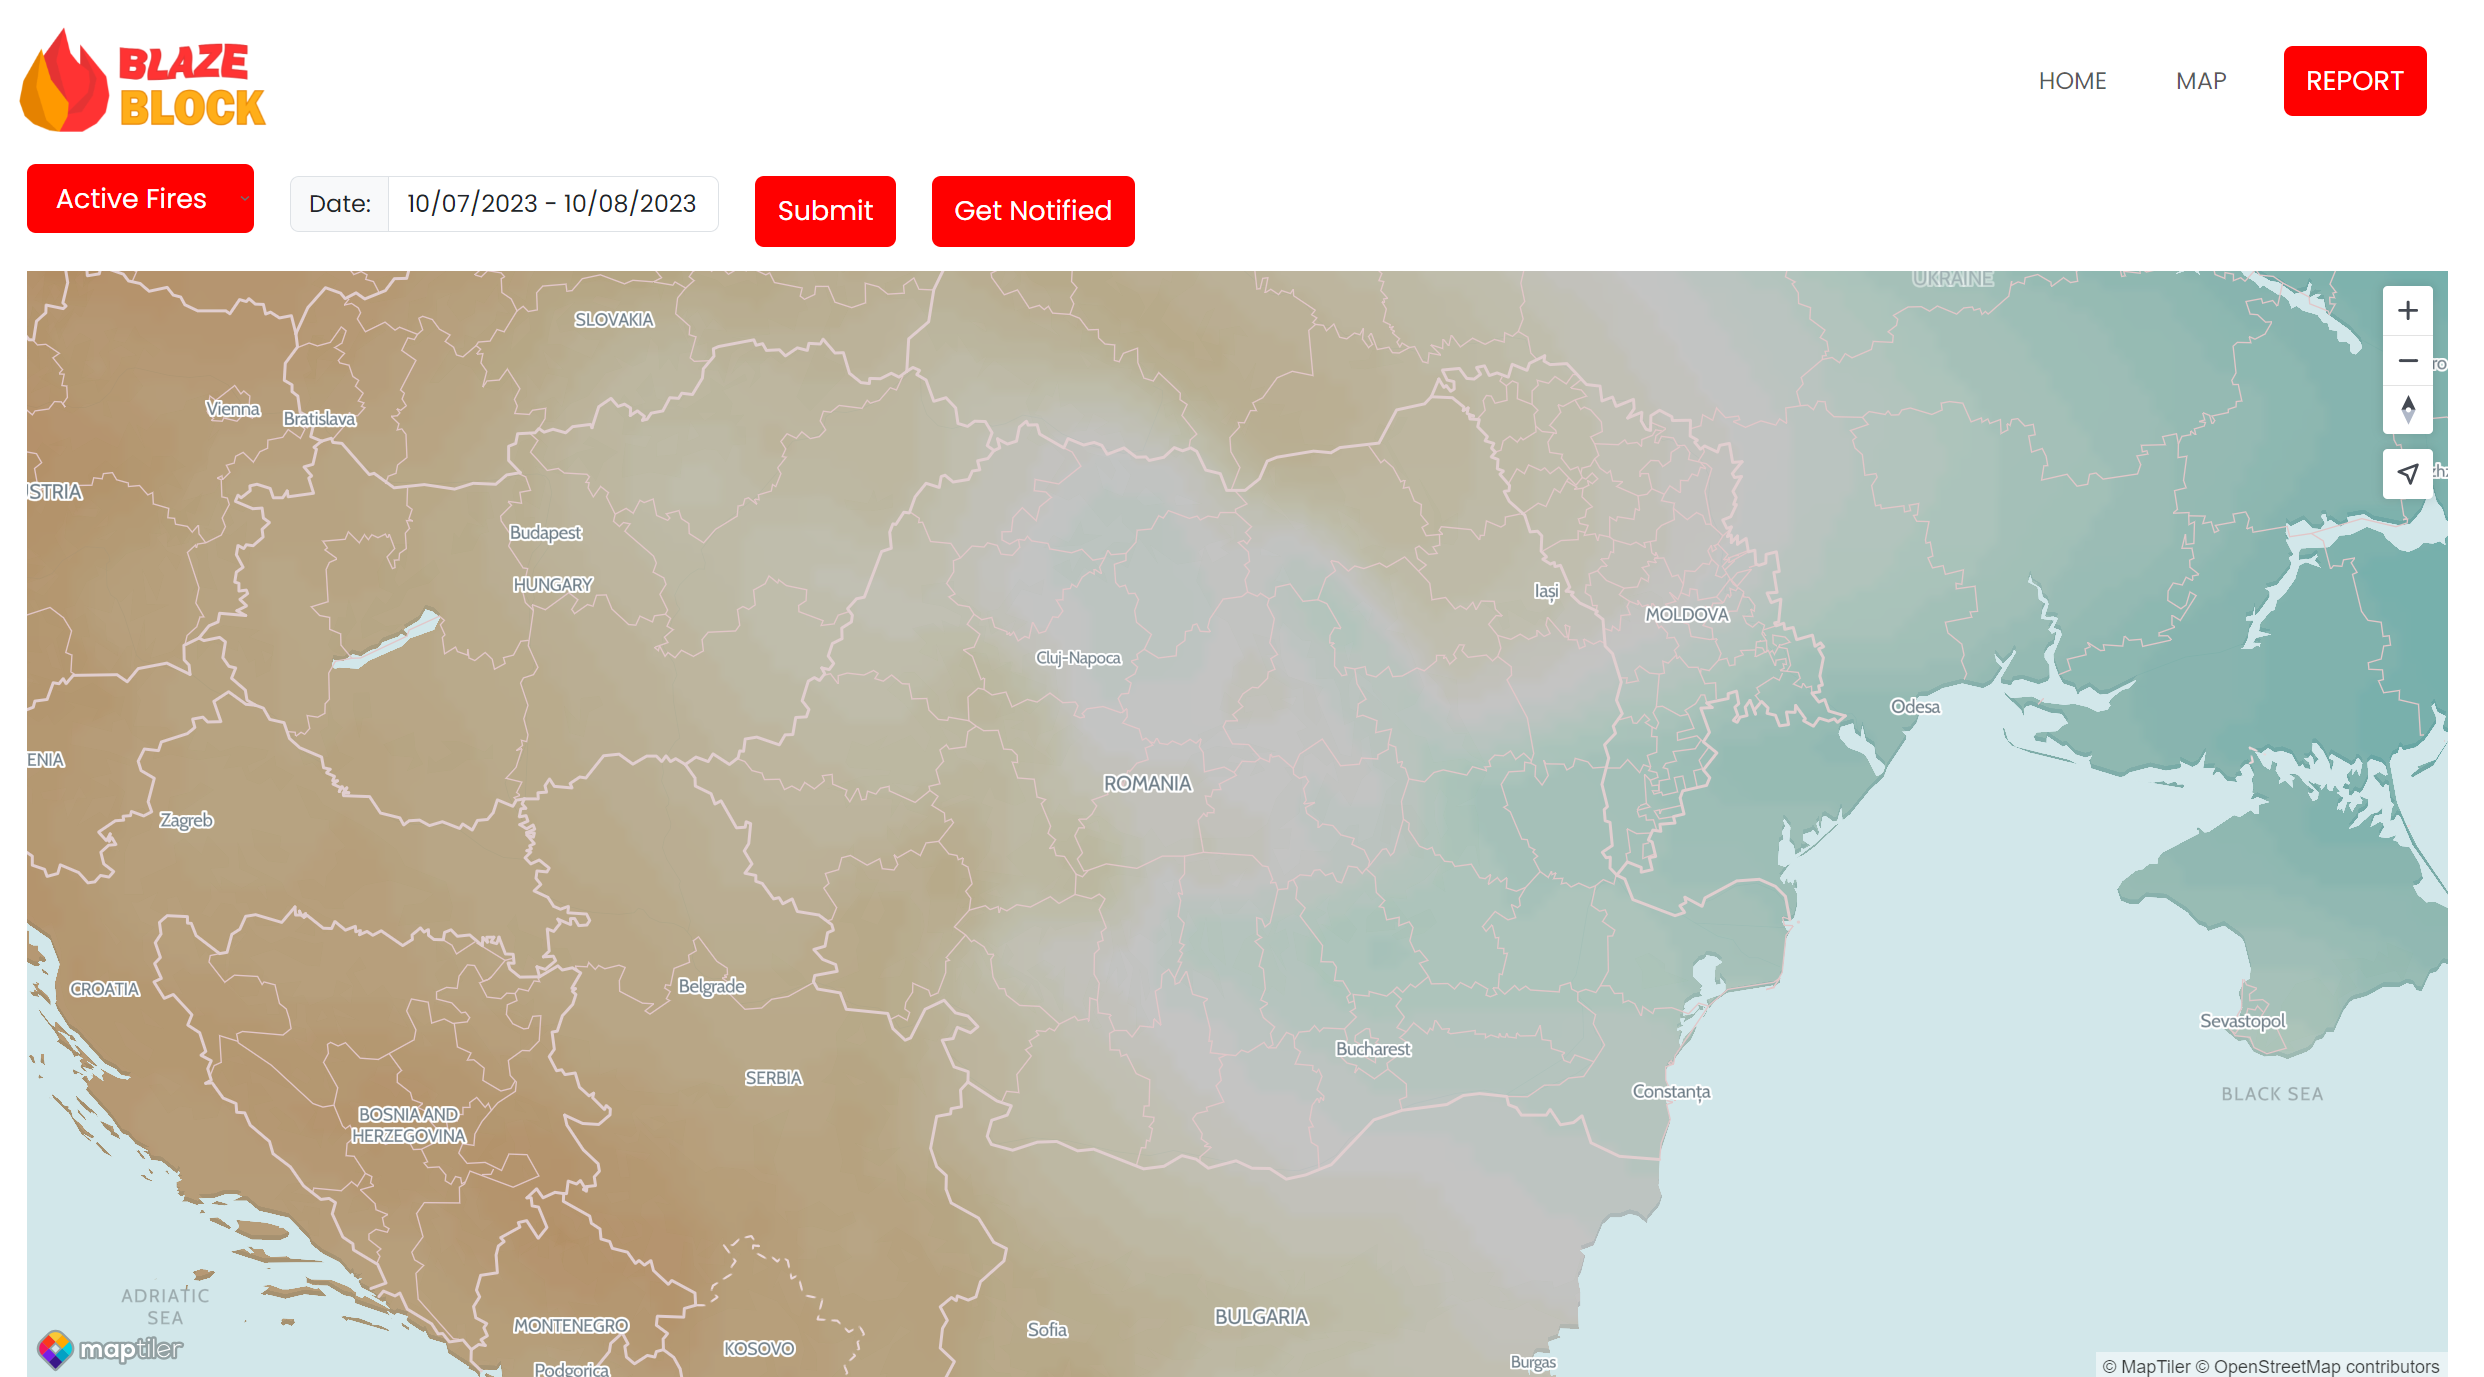 BLAZE
BLOCK
HOME
MAP
REPORT
Active Fires
Date:
10/07/2023 - 10/08/2023
Submit
Get Notified
UKRAINE
SLOVAKIA
Vienna
Bratislava
STRIA
Budapest
HUNGARY
Iași
MOLDOVA
Cluj-Napoca
Odesa
ENIA
ROMANIA
Zagreb
CROATIA
Belgrade
Sevastopol
Bucharest
SERBIA
Constanța
BLACK SEA
BOSNIA AND
HERZEGOVINA
ADRIATIC
SEA
MONTENEGRO
KOSOVO
Sofia
BULGARIA
maptiler
Podgorica
Burgas
© MapTiler © OpenStreetMap contributors